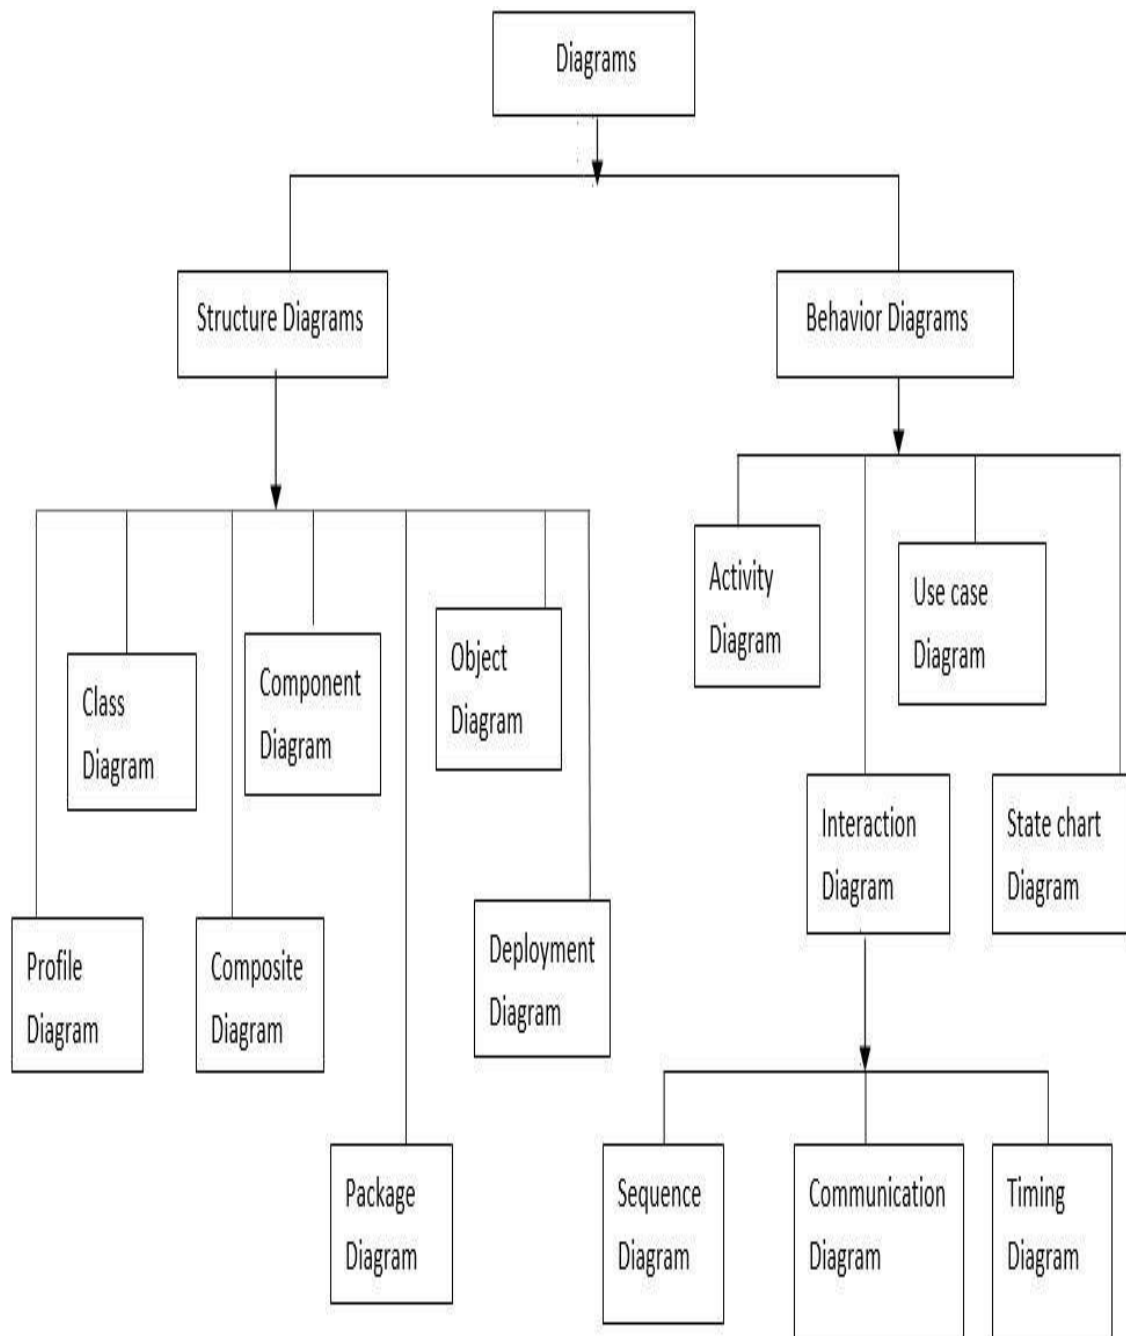 Diagrams
Structure Diagrams
Behavior Diagrams
Activity
Diagram
Use case
Diagram
Object
Diagram
Component
Diagram
Class
Diagram
Interaction
Diagram
State chart
Diagram
Profile
Diagram
Composite
Diagram
Deployment
Diagram
Package
Diagram
Sequence
Diagram
Communication
Diagram
Timing
Diagram